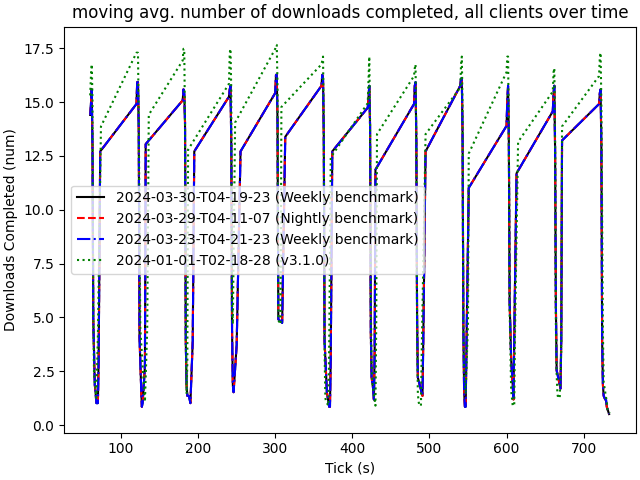 moving avg. number of downloads completed, all clients over time
Downloads Completed (num)
17.5
15.0
12.5
10.0
7.5
5.0
2.5
0.0
2024-03-30-T04-19-23 (Weekly benchmark)
2024-03-29-T04-11-07 (Nightly benchmark)
2024-03-23-T04-21-23 (Weekly benchmark)
2024-01-01-T02-18-28 (v3.1.0)
100 200 300 400 500 600 700
Tick (s)